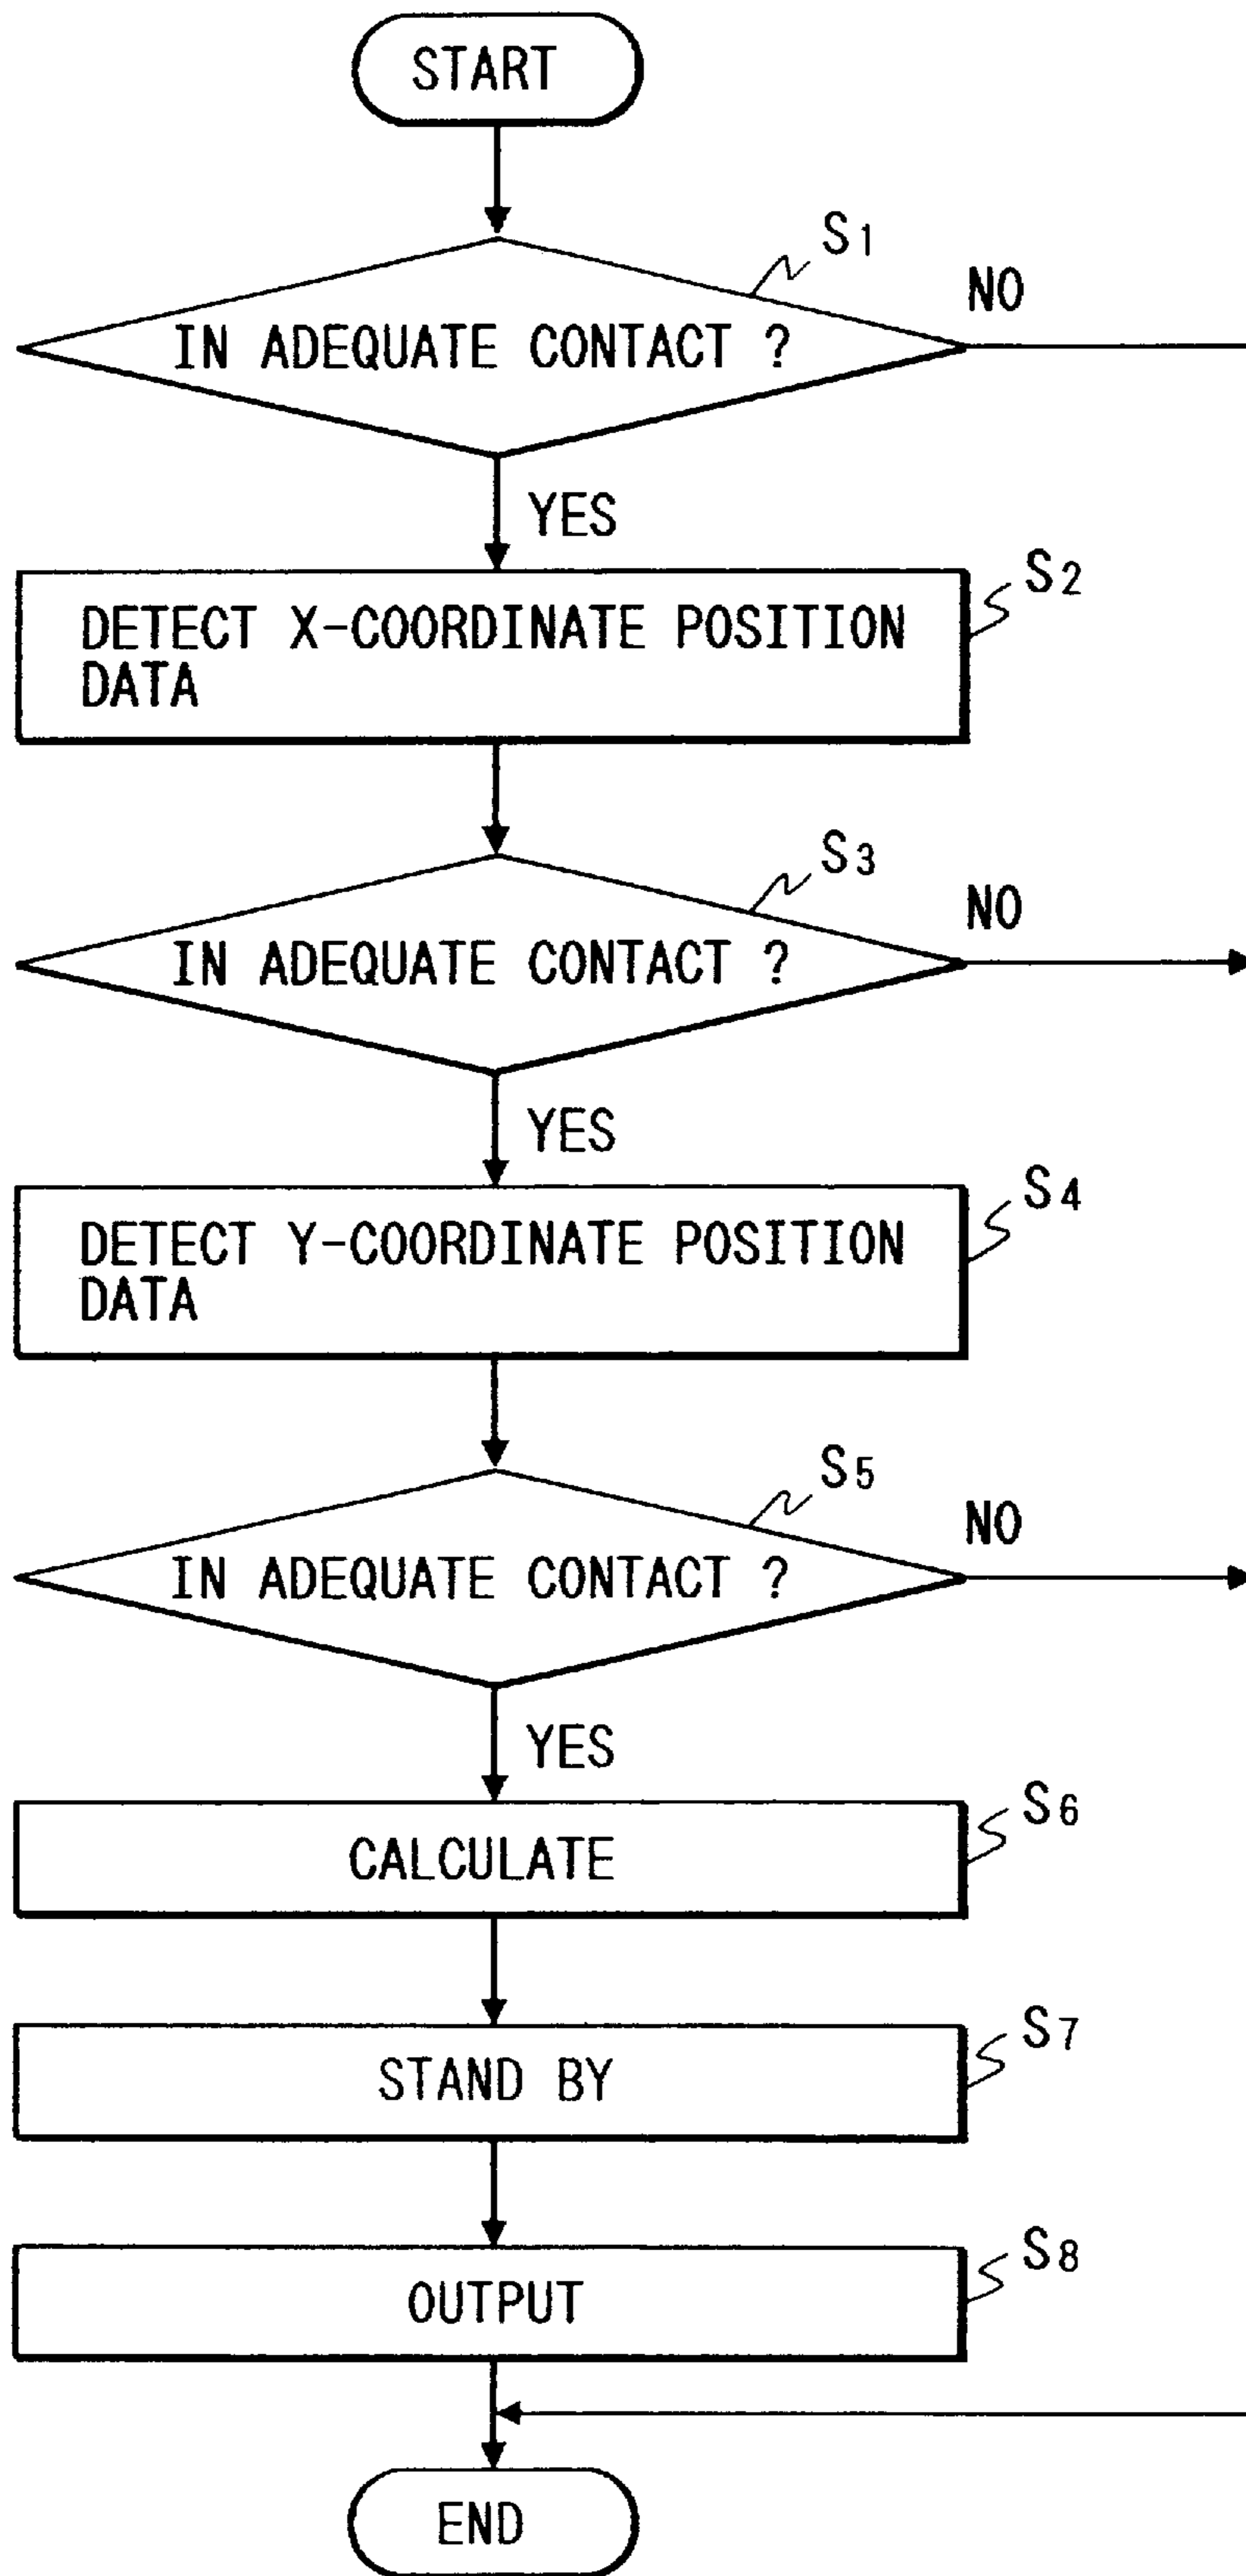 START
S1
NO
IN ADEQUATE CONTACT ?
YES
S2
DETECT X-COORDINATE POSITION
DATA
S3
NO
IN ADEQUATE CONTACT ?
YES
S4
DETECT Y-COORDINATE POSITION
DATA
S5
NO
IN ADEQUATE CONTACT ?
YES
S6
CALCULATE
S7
STAND BY
S8
OUTPUT
END